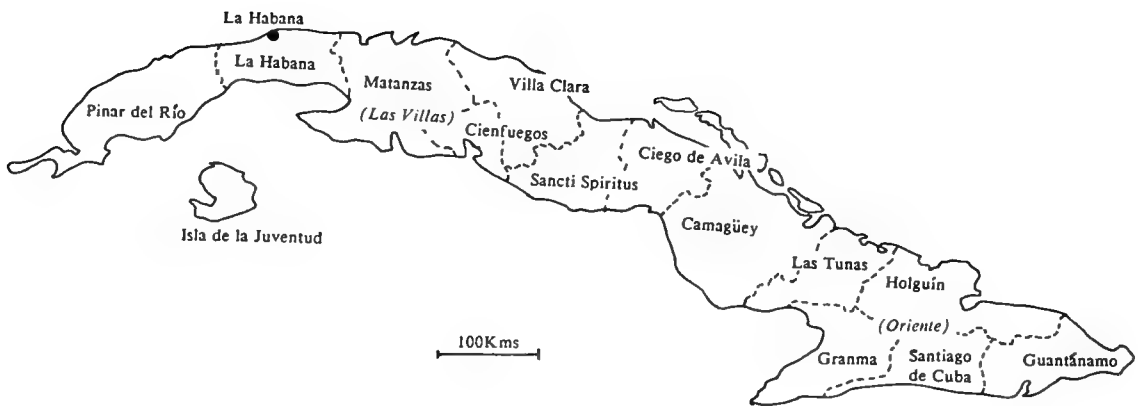 La Habana
La Habana
Matanzas
Villa Clara
Pinar del Río
(Las Villas)
Cienfuegos
Ciego de Avila
Sancti Spiritus
Isla de la Juventud
Camagüey
Las Tunas
Holguín
(Oriente)
100Kms
Granma
Santiago
de Cuba
Guantánamo